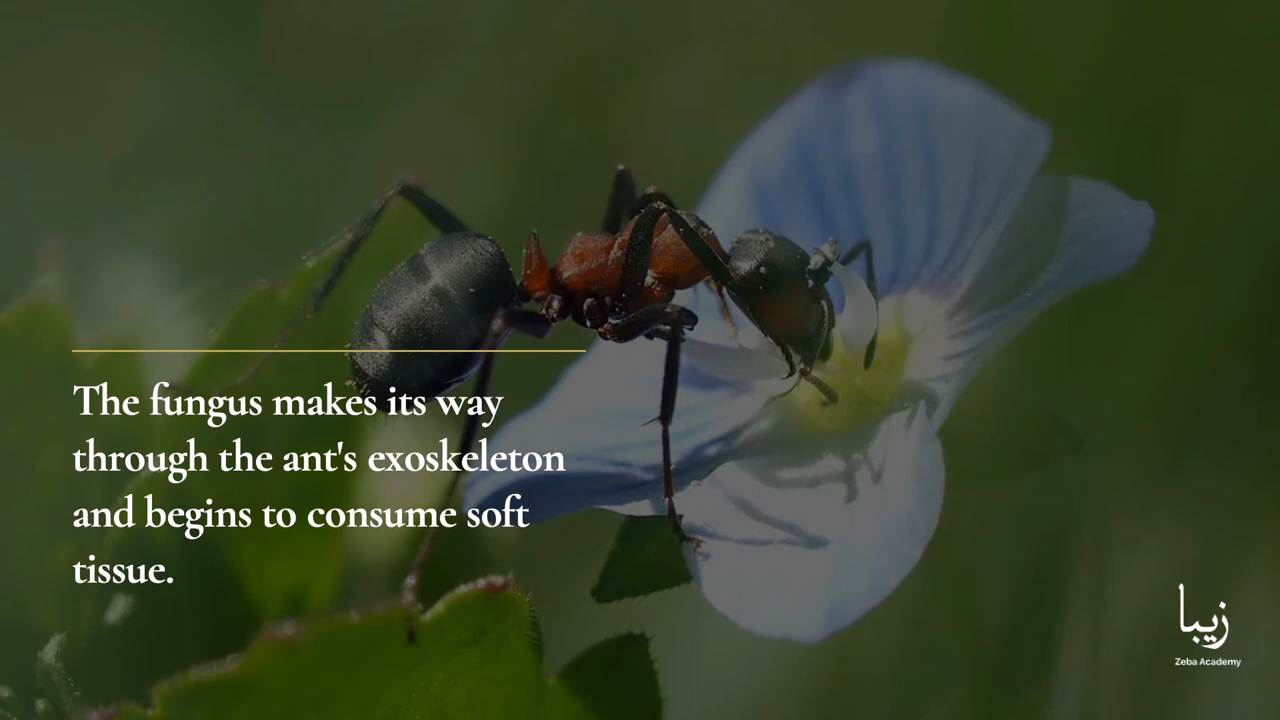 The fungus makes its way
through the ant's exoskeleton
and begins to consume soft
tissue.
زيبا
Zeba Academy